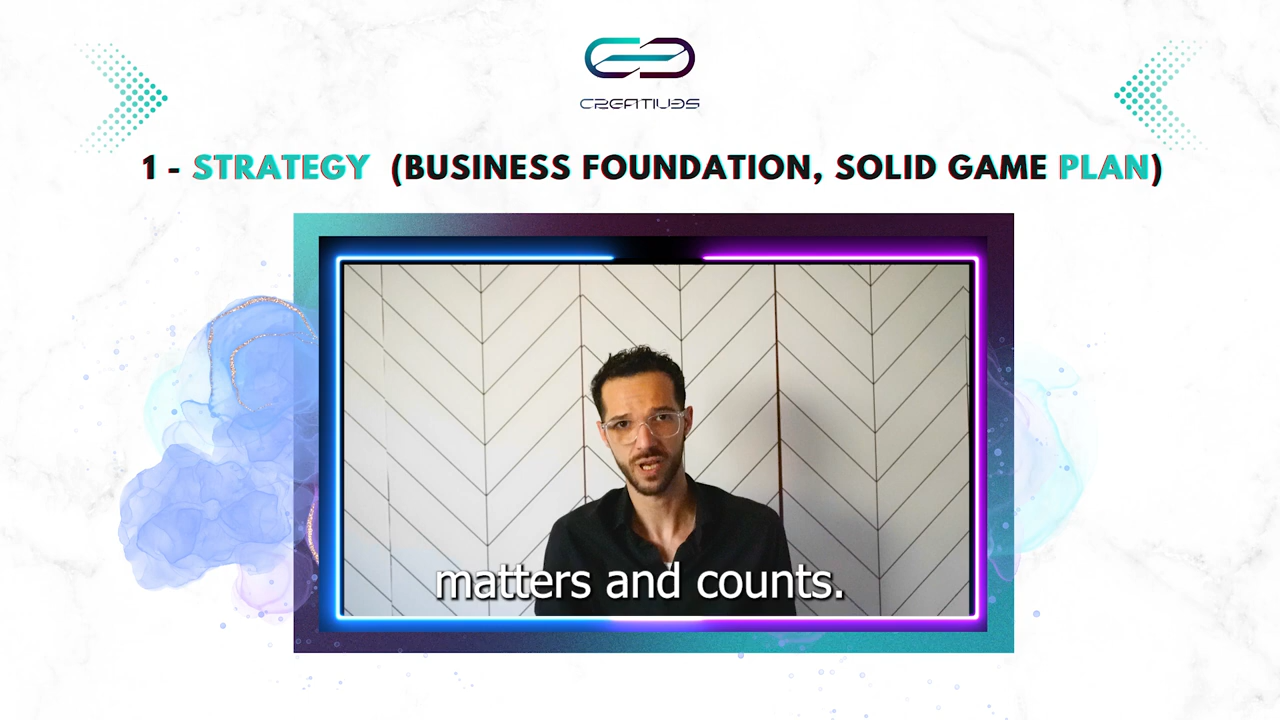 CREATIVDS
1 - STRATEGY (BUSINESS FOUNDATION, SOLID GAME PLAN)
matters and counts.